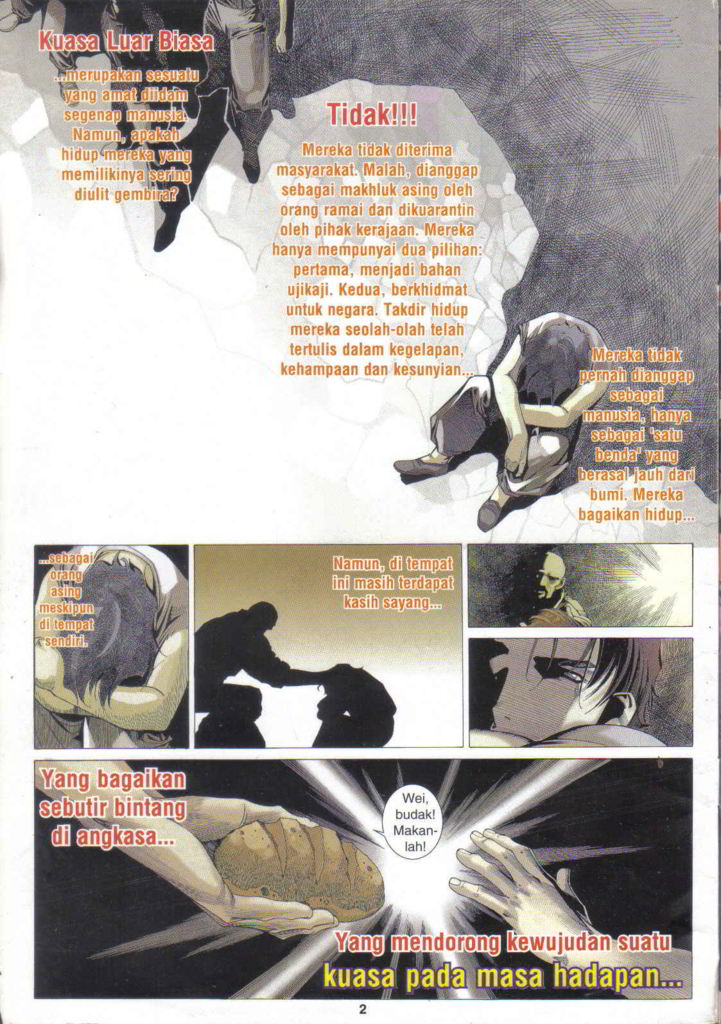 Kuasa Luar Biasa
...merupakan sesuatu
yang amat diidam
segenap manusia.
Namun, apakah
hidup mereka yang
memilikinya sering
diulit gembira?
Tidak!!!
Mereka tidak diterima
masyarakat. Malah, dianggap
sebagai makhluk asing oleh
orang ramai dan dikuarantin
oleh pihak kerajaan. Mereka
hanya mempunyai dua pilihan:
pertama, menjadi bahan
ujikaji. Kedua, berkhidmat
untuk negara. Takdir hidup
mereka seolah-olah telah
tertulis dalam kegelapan,
kehampaan dan kesunyian...
Mereka tidak
pernah dianggap
sebagai
manusia, hanya
sebagai 'satu
benda' yang
berasal jauh dari
bumi. Mereka
bagaikan hidup...
...sebagai
orang
asing
meskipun
di tempat
sendiri.
Namun, di tempat
ini masih terdapat
kasih sayang...
Yang bagaikan
sebutir bintang
di angkasa...
Wei,
budak!
Makan-
lah!
Yang mendorong kewujudan suatu
kuasa pada masa hadapan...
2